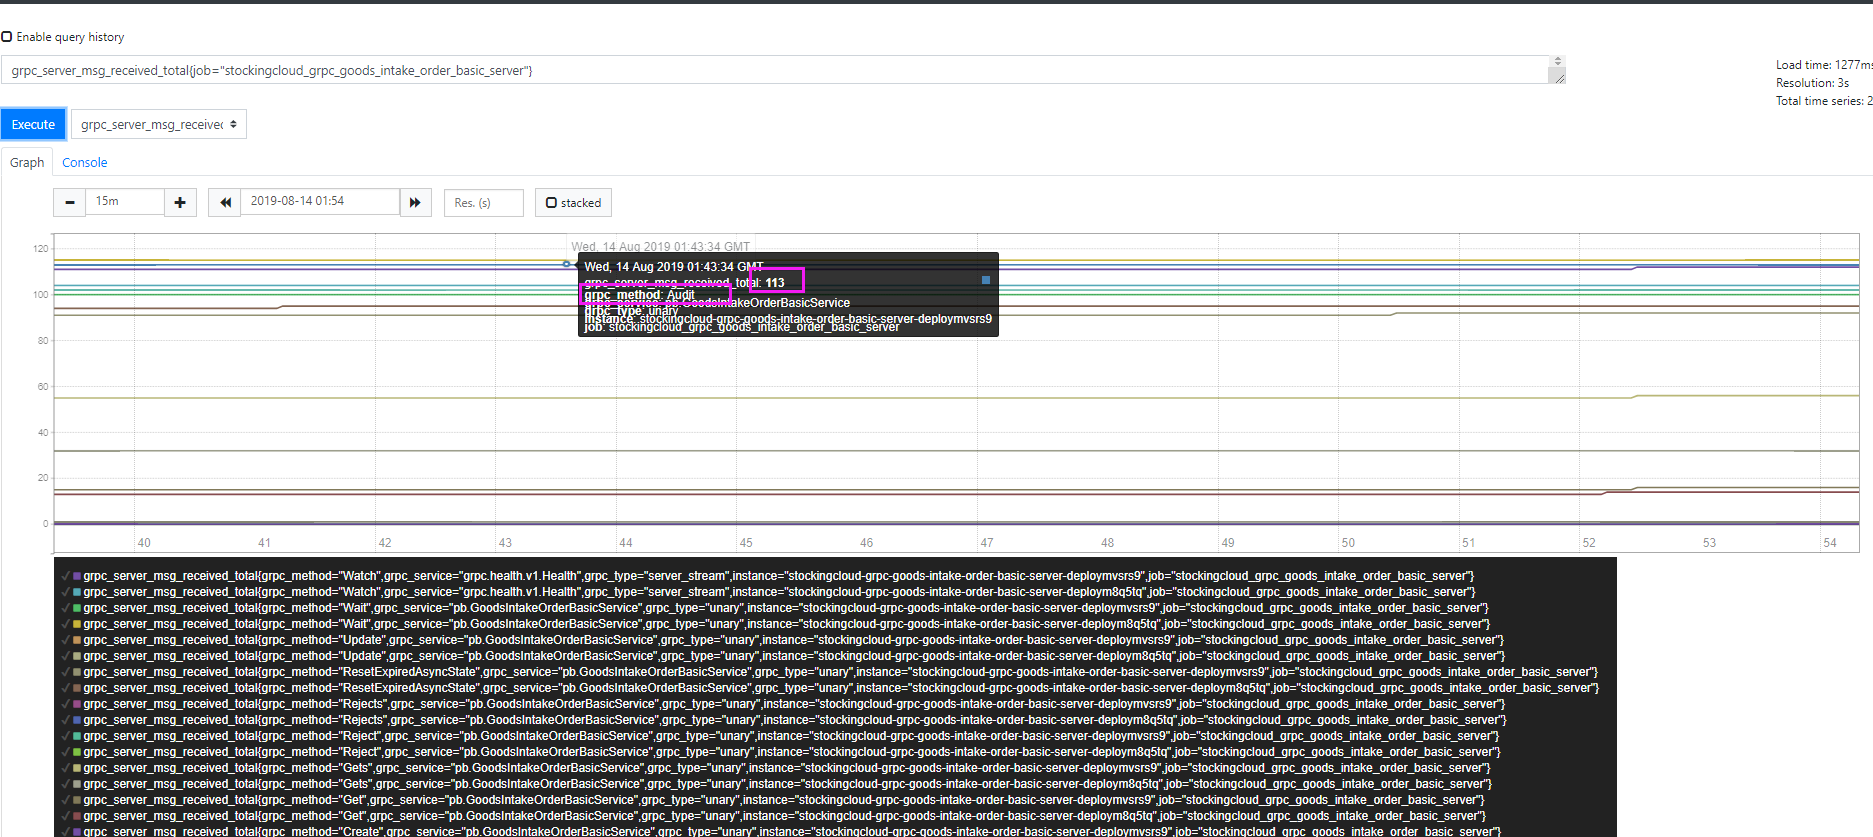 Enable query history
grpc_server_msg_received_total{job="stockingcloud_grpc_goods_intake_order_basic_server"}
Load time: 1277ms
Resolution: 3s
Total time series: 2
Execute
grpc_server_msg_received
Graph
Console
15m
2019-08-14 01:54
Res. (s)
stacked
Wed, 14 Aug 2019 01:43:34 GMT
Wed, 14 Aug 2019 01:43:34 GMT
grpc_server_msg_received_total: 113
grpc_method: Audit
grpc_service: pb.GoodsIntakeOrderBasicService
grpc_type: unary
instance: stockingcloud-grpc-goods-intake-order-basic-server-deploymvsrs9
job: stockingcloud_grpc_goods_intake_order_basic_server
120
100
80
60
40
20
0
40 41 42 43 44 45 46 47 48 49 50 51 52 53 54
grpc_server_msg_received_total{grpc_method="Watch",grpc_service="grpc.health.v1.Health",grpc_type="server_stream",instance="stockingcloud-grpc-goods-intake-order-basic-server-deploymvsrs9",job="stockingcloud_grpc_goods_intake_order_basic_server"}
grpc_server_msg_received_total{grpc_method="Watch",grpc_service="grpc.health.v1.Health",grpc_type="server_stream",instance="stockingcloud-grpc-goods-intake-order-basic-server-deploym8q5tq",job="stockingcloud_grpc_goods_intake_order_basic_server"}
grpc_server_msg_received_total{grpc_method="Wait",grpc_service="pb.GoodsIntakeOrderBasicService",grpc_type="unary",instance="stockingcloud-grpc-goods-intake-order-basic-server-deploymvsrs9",job="stockingcloud_grpc_goods_intake_order_basic_server"}
grpc_server_msg_received_total{grpc_method="Wait",grpc_service="pb.GoodsIntakeOrderBasicService",grpc_type="unary",instance="stockingcloud-grpc-goods-intake-order-basic-server-deploym8q5tq",job="stockingcloud_grpc_goods_intake_order_basic_server"}
grpc_server_msg_received_total{grpc_method="Update",grpc_service="pb.GoodsIntakeOrderBasicService",grpc_type="unary",instance="stockingcloud-grpc-goods-intake-order-basic-server-deploymvsrs9",job="stockingcloud_grpc_goods_intake_order_basic_server"}
grpc_server_msg_received_total{grpc_method="Update",grpc_service="pb.GoodsIntakeOrderBasicService",grpc_type="unary",instance="stockingcloud-grpc-goods-intake-order-basic-server-deploym8q5tq",job="stockingcloud_grpc_goods_intake_order_basic_server"}
grpc_server_msg_received_total{grpc_method="ResetExpiredAsyncState",grpc_service="pb.GoodsIntakeOrderBasicService",grpc_type="unary",instance="stockingcloud-grpc-goods-intake-order-basic-server-deploymvsrs9",job="stockingcloud_grpc_goods_intake_order_basic_server"}
grpc_server_msg_received_total{grpc_method="ResetExpiredAsyncState",grpc_service="pb.GoodsIntakeOrderBasicService",grpc_type="unary",instance="stockingcloud-grpc-goods-intake-order-basic-server-deploym8q5tq",job="stockingcloud_grpc_goods_intake_order_basic_server"}
grpc_server_msg_received_total{grpc_method="Rejects",grpc_service="pb.GoodsIntakeOrderBasicService",grpc_type="unary",instance="stockingcloud-grpc-goods-intake-order-basic-server-deploymvsrs9",job="stockingcloud_grpc_goods_intake_order_basic_server"}
grpc_server_msg_received_total{grpc_method="Rejects",grpc_service="pb.GoodsIntakeOrderBasicService",grpc_type="unary",instance="stockingcloud-grpc-goods-intake-order-basic-server-deploym8q5tq",job="stockingcloud_grpc_goods_intake_order_basic_server"}
grpc_server_msg_received_total{grpc_method="Reject",grpc_service="pb.GoodsIntakeOrderBasicService",grpc_type="unary",instance="stockingcloud-grpc-goods-intake-order-basic-server-deploymvsrs9",job="stockingcloud_grpc_goods_intake_order_basic_server"}
grpc_server_msg_received_total{grpc_method="Reject",grpc_service="pb.GoodsIntakeOrderBasicService",grpc_type="unary",instance="stockingcloud-grpc-goods-intake-order-basic-server-deploym8q5tq",job="stockingcloud_grpc_goods_intake_order_basic_server"}
grpc_server_msg_received_total{grpc_method="Gets",grpc_service="pb.GoodsIntakeOrderBasicService",grpc_type="unary",instance="stockingcloud-grpc-goods-intake-order-basic-server-deploymvsrs9",job="stockingcloud_grpc_goods_intake_order_basic_server"}
grpc_server_msg_received_total{grpc_method="Gets",grpc_service="pb.GoodsIntakeOrderBasicService",grpc_type="unary",instance="stockingcloud-grpc-goods-intake-order-basic-server-deploym8q5tq",job="stockingcloud_grpc_goods_intake_order_basic_server"}
grpc_server_msg_received_total{grpc_method="Get",grpc_service="pb.GoodsIntakeOrderBasicService",grpc_type="unary",instance="stockingcloud-grpc-goods-intake-order-basic-server-deploymvsrs9",job="stockingcloud_grpc_goods_intake_order_basic_server"}
grpc_server_msg_received_total{grpc_method="Get",grpc_service="pb.GoodsIntakeOrderBasicService",grpc_type="unary",instance="stockingcloud-grpc-goods-intake-order-basic-server-deploym8q5tq",job="stockingcloud_grpc_goods_intake_order_basic_server"}
grpc_server_msg_received_total{grpc_method="Create",grpc_service="pb.GoodsIntakeOrderBasicService",grpc_type="unary",instance="stockingcloud-grpc-goods-intake-order-basic-server-deploymvsrs9",job="stockingcloud_grpc_goods_intake_order_basic_server"}